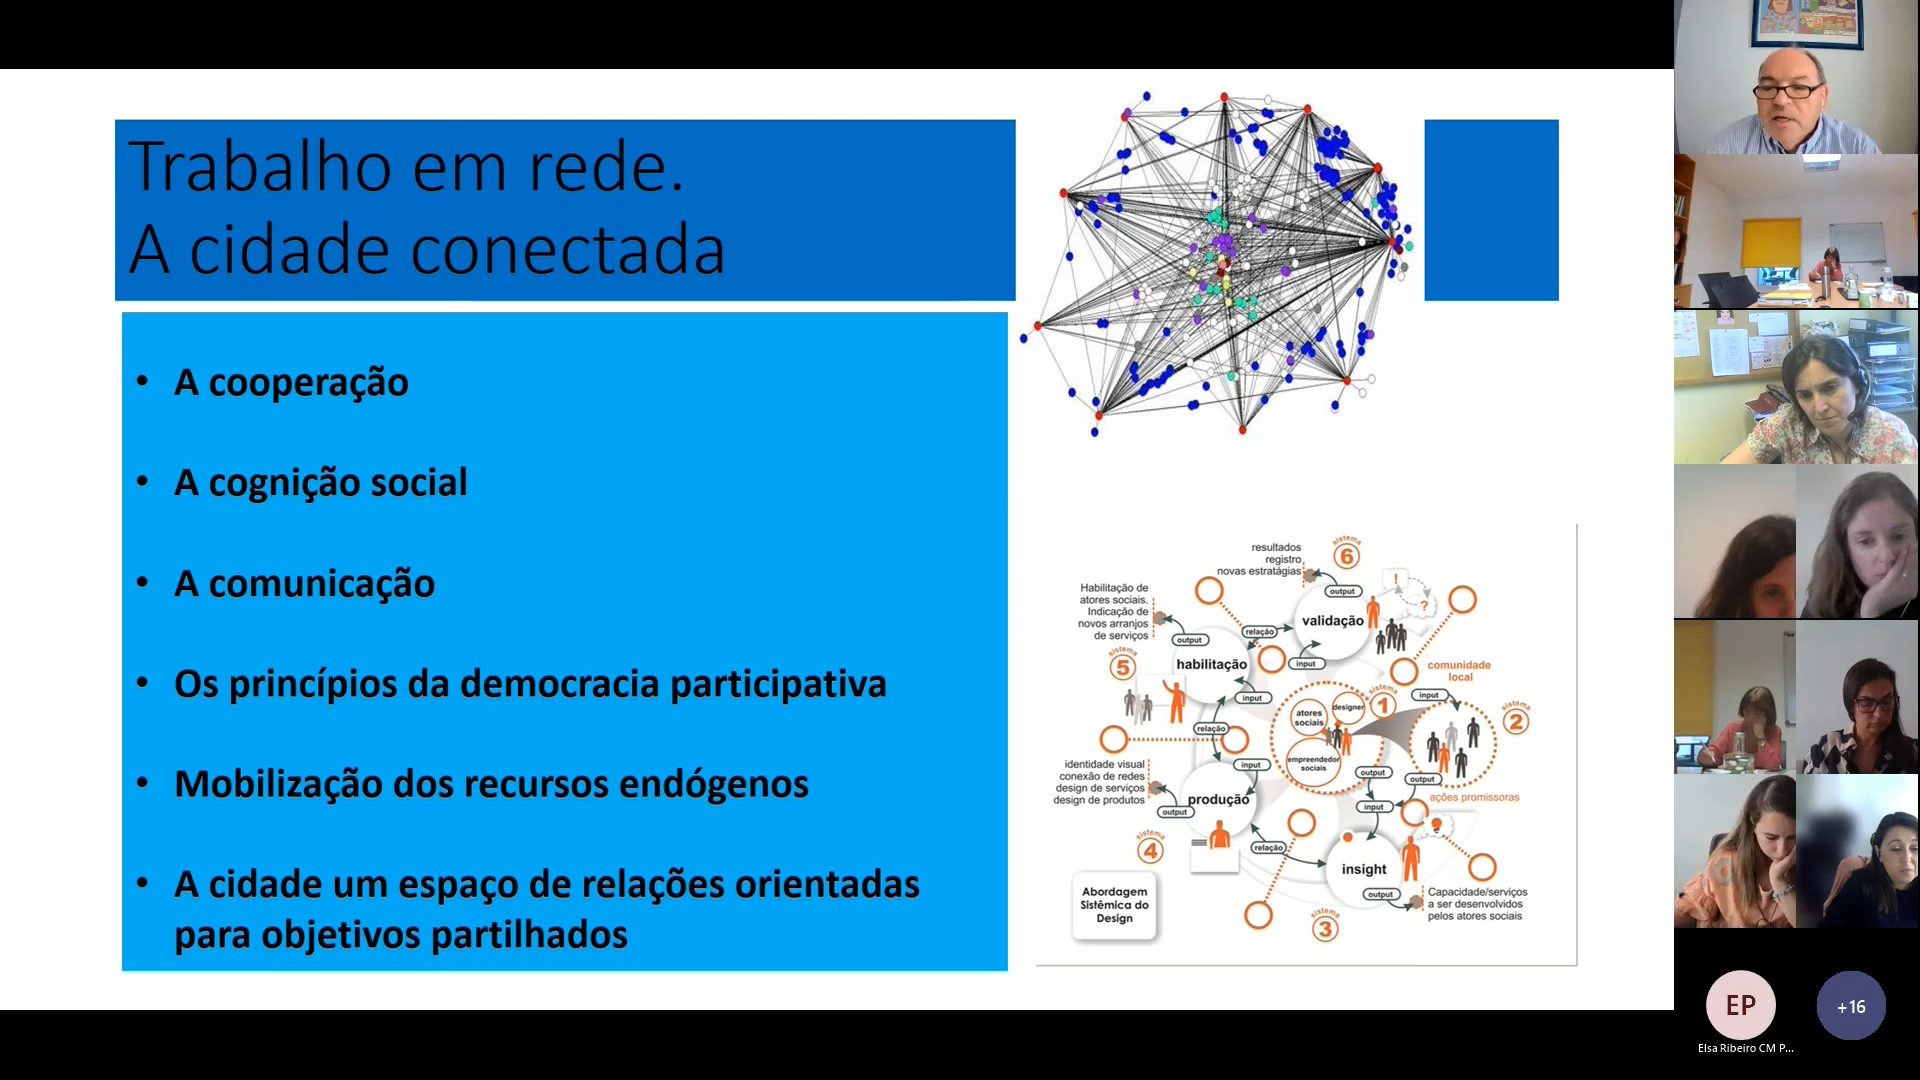 Trabalho em rede.
A cidade conectada
• A cooperação
• A cognição social
• A comunicação
• Os princípios da democracia participativa
• Mobilização dos recursos endógenos
• A cidade um espaço de relações orientadas
para objetivos partilhados
resultados
registro
novas estratágias
sistema
6
output
!
?
validação
relação
input
Habilitação de
atores sociais.
Indicação de
novos arranjos
de serviços
output
sistema
5
habilitação
input
relação
comunidade
local
input
sistema
2
sistema
1
atores
sociais
designer
empreendedor
sociais
output
output
input
ações promissoras
identidade visual
conexão de redes
design de serviços
design de produtos
input
produção
output
sistema
4
relação
insight
output
Capacidade/serviços
a ser desenvolvidos
pelos atores sociais
sistema
3
Abordagem
Sistêmica do
Design
EP
Elsa Ribeiro CM P...
+16